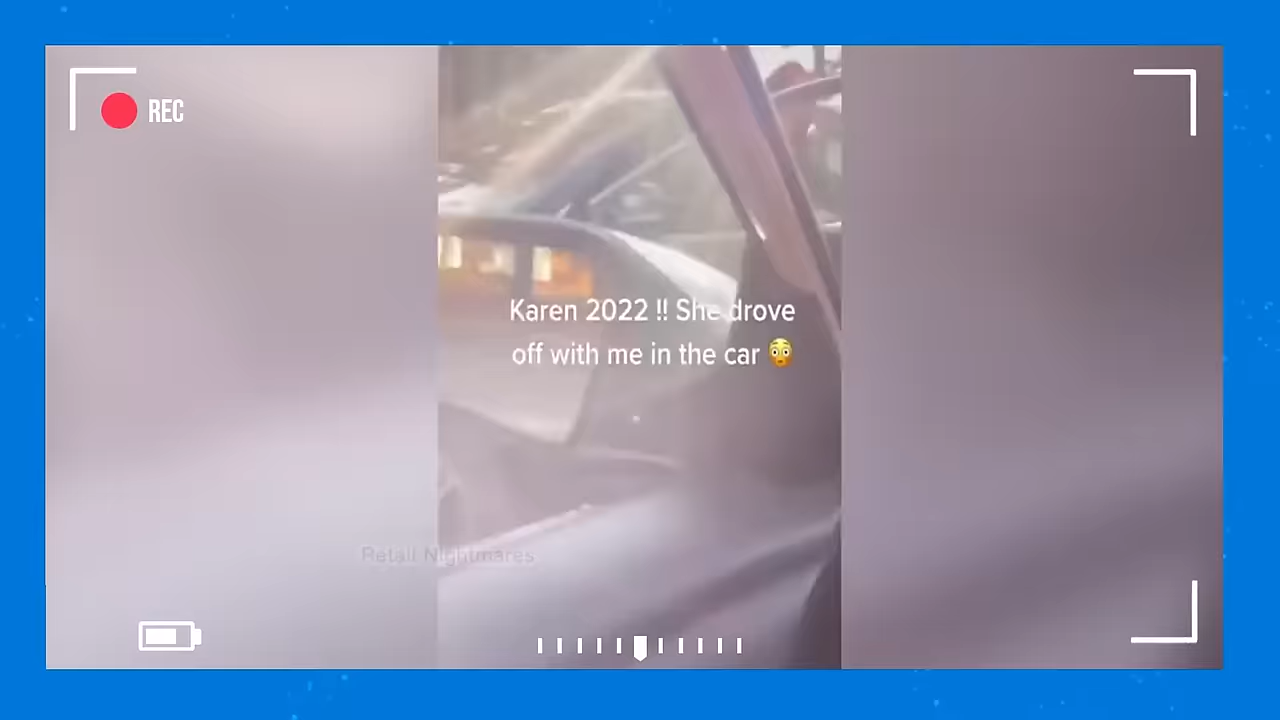 REC
Karen 2022 !! She drove
off with me in the car 😳
Retail Nightmares